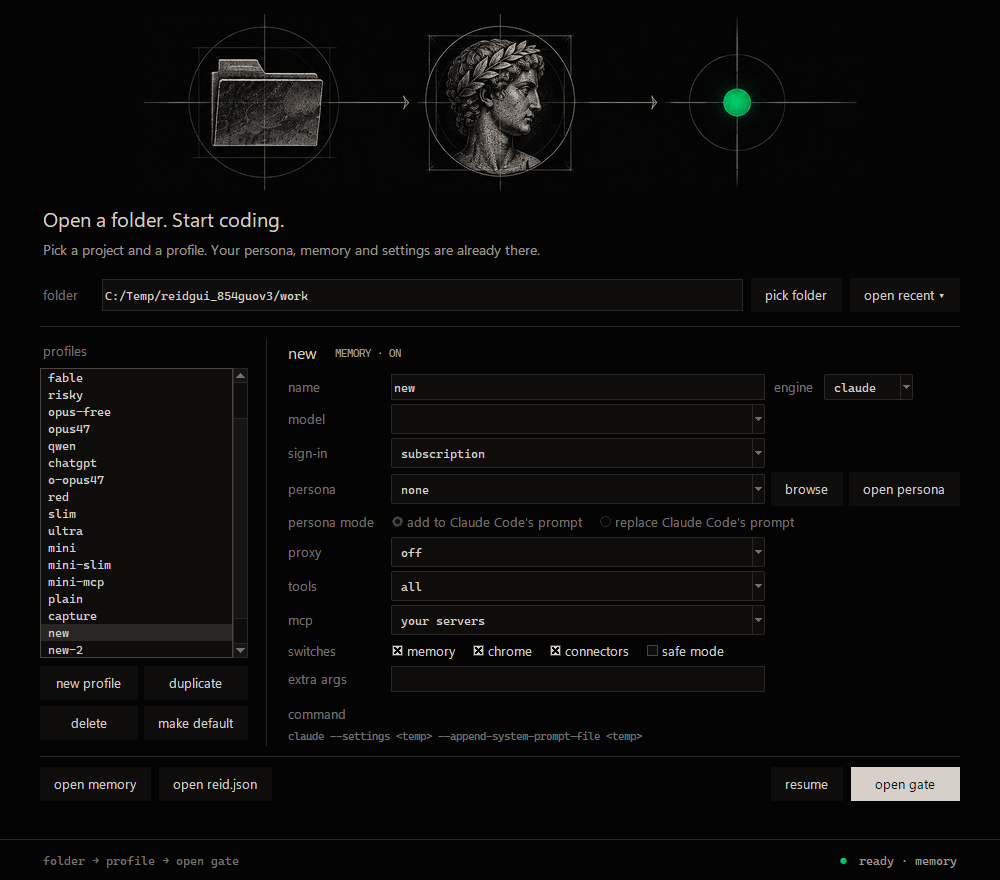 Open a folder. Start coding.
Pick a project and a profile. Your persona, memory and settings are already there.
folder C:/Temp/reidgui_854guov3/work pick folder open recent ▾
profiles
fable
risky
opus-free
opus47
qwen
chatgpt
o-opus47
red
slim
ultra
mini
mini-slim
mini-mcp
plain
capture
new
new-2
new profile duplicate
delete make default
new MEMORY · ON
name new engine claude
model
sign-in subscription
persona none browse open persona
persona mode add to Claude Code's prompt replace Claude Code's prompt
proxy off
tools all
mcp your servers
switches memory chrome connectors safe mode
extra args
command
claude --settings <temp> --append-system-prompt-file <temp>
open memory open reid.json resume open gate
folder → profile → open gate ready · memory